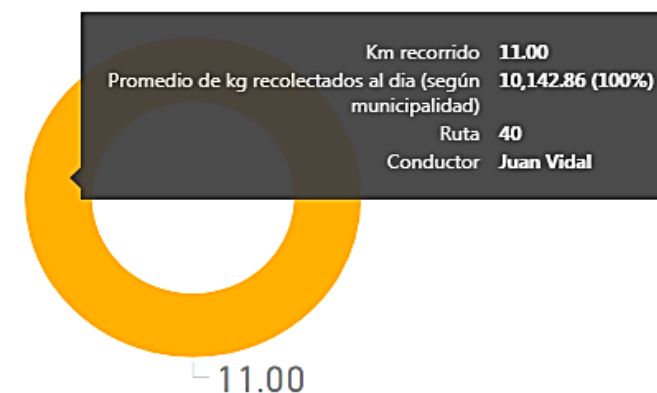 Km recorrido 11.00
Promedio de kg recolectados al dia (según 10,142.86 (100%)
municipalidad)
Ruta 40
Conductor Juan Vidal
11.00